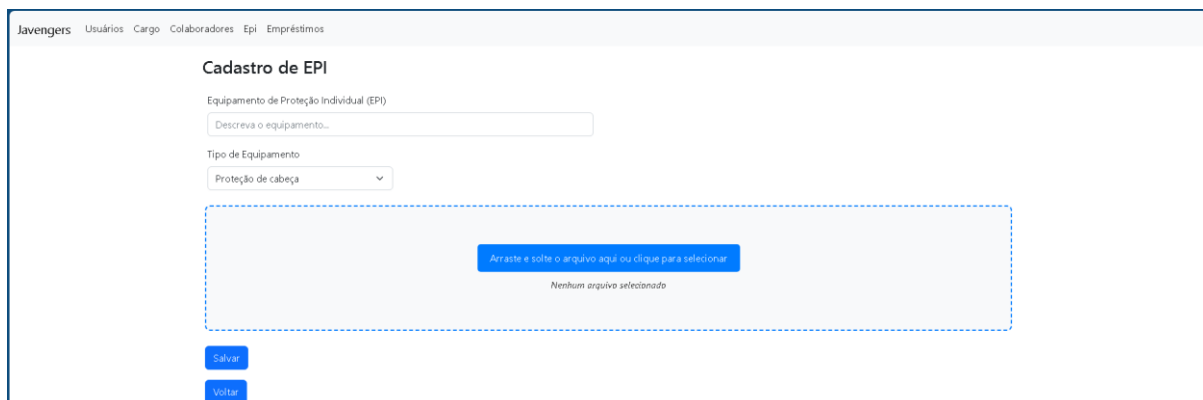 Javengers Usuários Cargo Colaboradores Epi Empréstimos
Cadastro de EPI
Equipamento de Proteção Individual (EPI)
Descreva o equipamento...
Tipo de Equipamento
Proteção de cabeça
Arraste e solte o arquivo aqui ou clique para selecionar
Nenhum arquivo selecionado
Salvar
Voltar